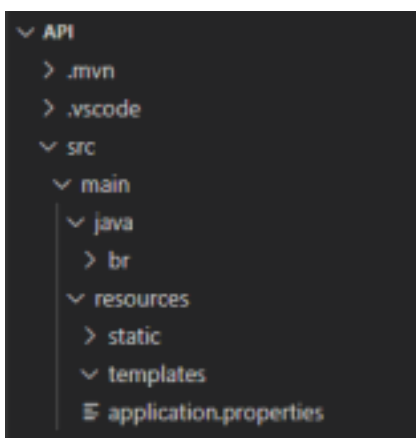 API
.mvn
.vscode
src
main
java
br
resources
static
templates
application.properties